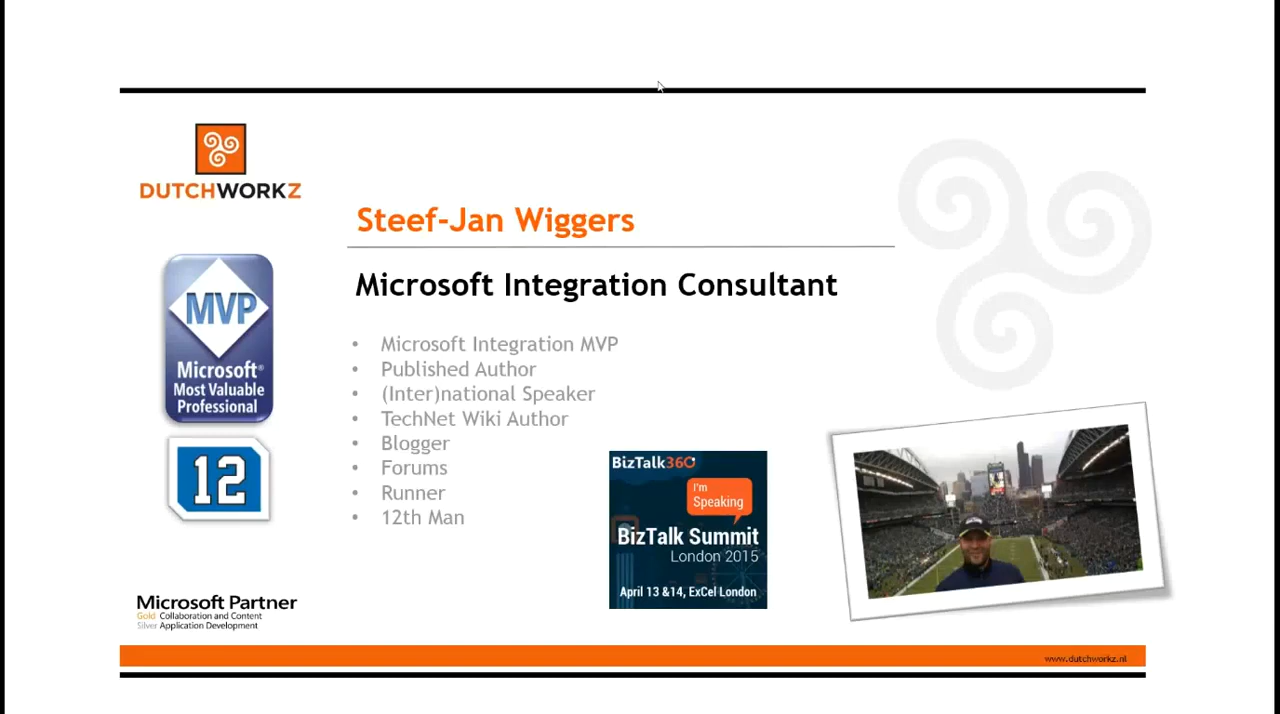 DUTCHWORKZ
Steef-Jan Wiggers
Microsoft Integration Consultant
MVP
Microsoft®
Most Valuable
Professional
12
• Microsoft Integration MVP
• Published Author
• (Inter)national Speaker
• TechNet Wiki Author
• Blogger
• Forums
• Runner
• 12th Man
BizTalk360
I'm
Speaking
BizTalk Summit
London 2015
April 13 &14, ExCel London
Microsoft Partner
Gold Collaboration and Content
Silver Application Development
www.dutchworkz.nl